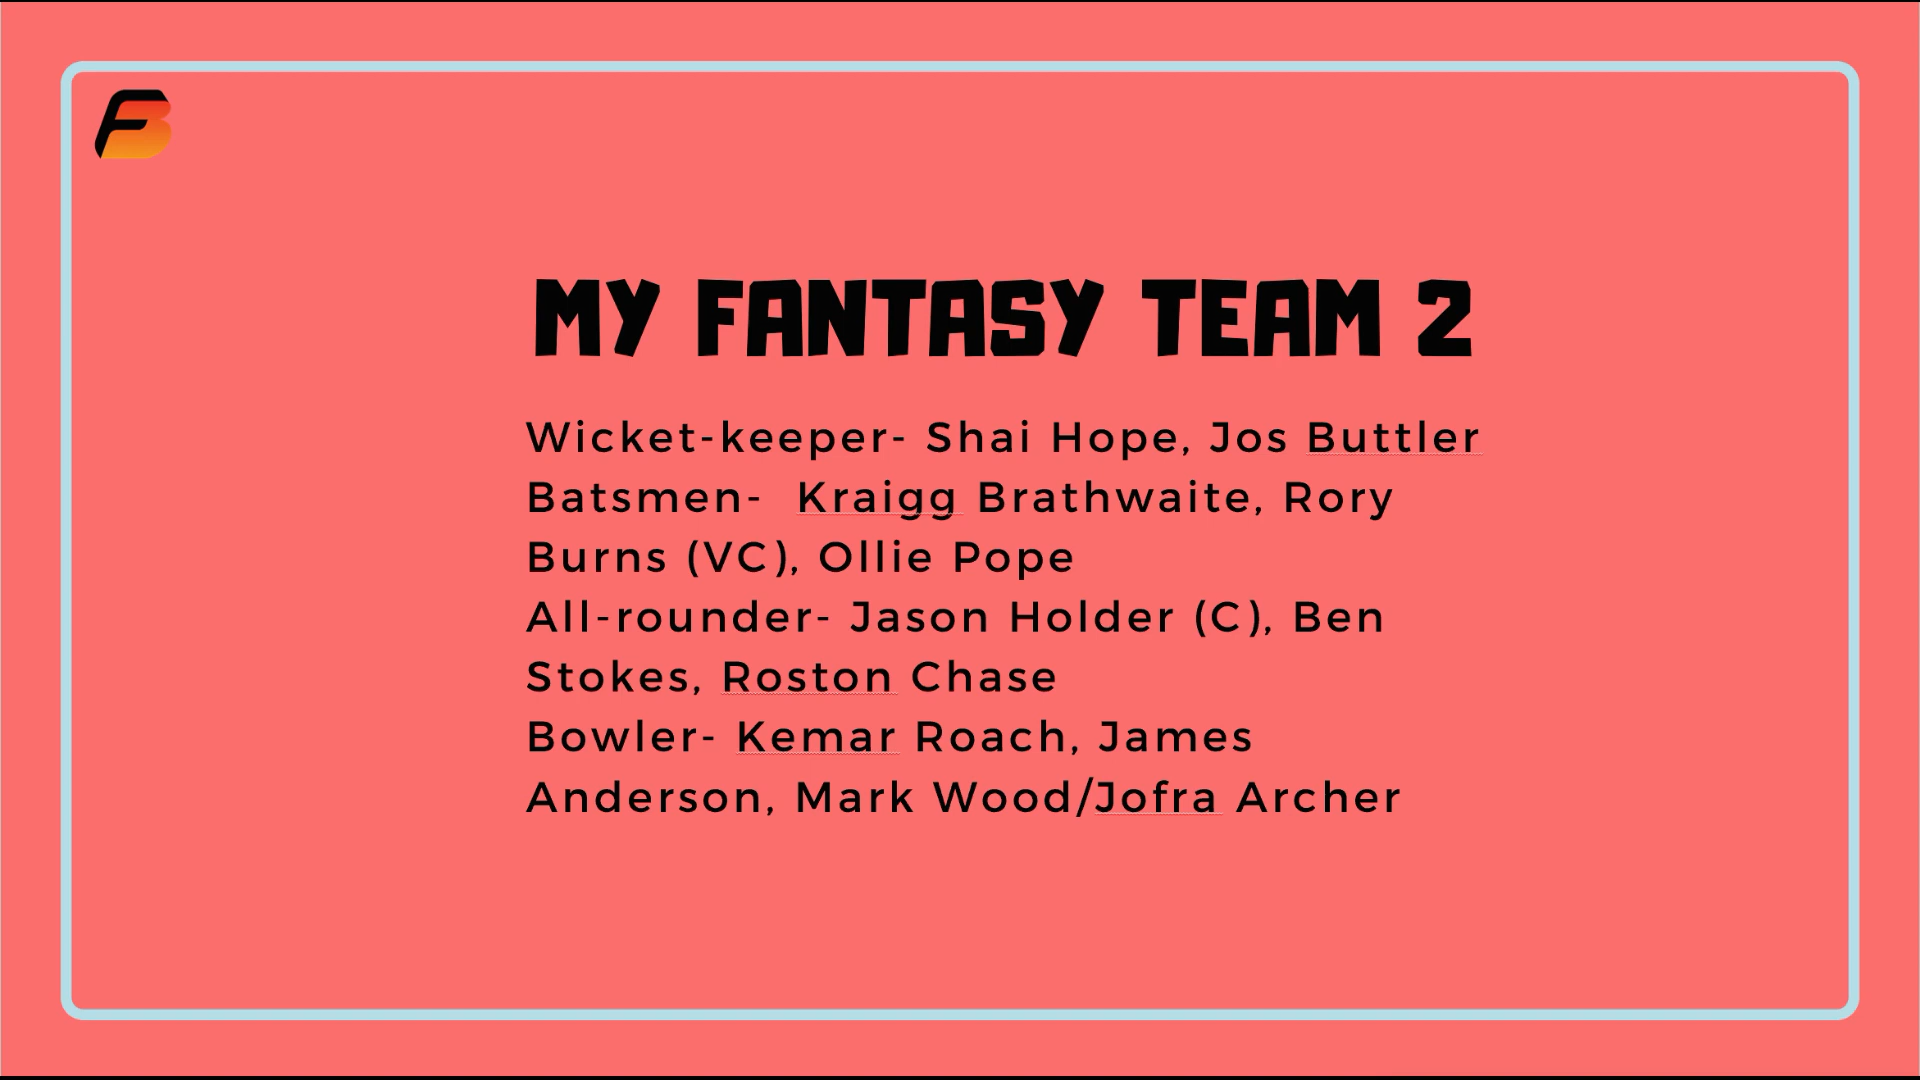 MY FANTASY TEAM 2
Wicket-keeper- Shai Hope, Jos Buttler
Batsmen-  Kraigg Brathwaite, Rory
Burns (VC), Ollie Pope
All-rounder- Jason Holder (C), Ben
Stokes, Roston Chase
Bowler- Kemar Roach, James
Anderson, Mark Wood/Jofra Archer